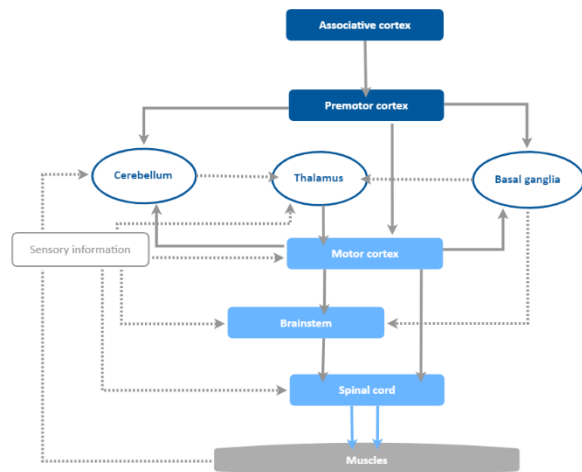 Associative cortex
Premotor cortex
Cerebellum
Thalamus
Basal ganglia
Sensory information
Motor cortex
Brainstem
Spinal cord
Muscles